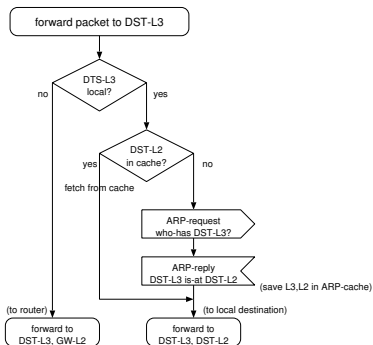 forward packet to DST-L3
DTS-L3
local?
no
yes
DST-L2
in cache?
yes
no
fetch from cache
ARP-request
who-has DST-L3?
ARP-reply
DST-L3 is-at DST-L2
(save L3,L2 in ARP-cache)
(to router)
(to local destination)
forward to
DST-L3, GW-L2
forward to
DST-L3, DST-L2